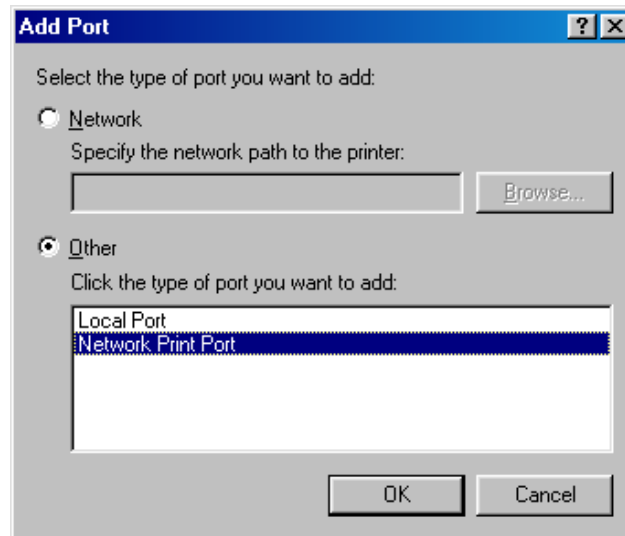 Add Port
Select the type of port you want to add:
Network
Specify the network path to the printer:
Browse...
Other
Click the type of port you want to add:
Local Port
Network Print Port
OK Cancel